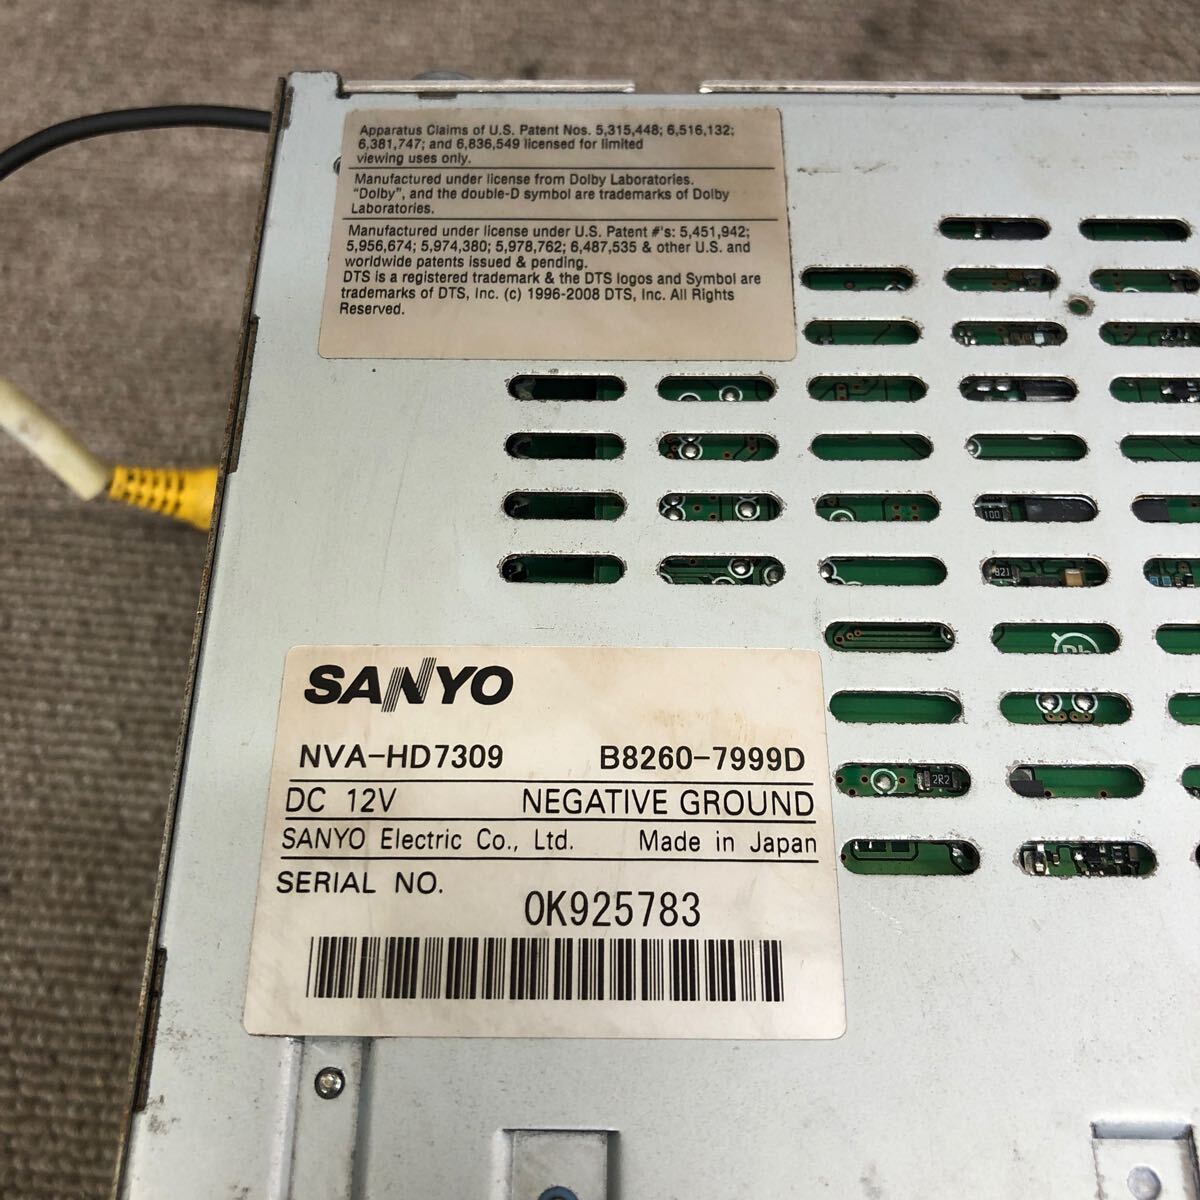 Apparatus Claims of U.S. Patent Nos. 5,315,448; 6,516,132;
6,381,747; and 6,836,549 licensed for limited
viewing uses only.
Manufactured under license from Dolby Laboratories.
“Dolby”, and the double-D symbol are trademarks of Dolby
Laboratories.
Manufactured under license under U.S. Patent #'s: 5,451,942;
5,956,674; 5,974,380; 5,978,762; 6,487,535 & other U.S. and
worldwide patents issued & pending.
DTS is a registered trademark & the DTS logos and Symbol are
trademarks of DTS, Inc. (c) 1996-2008 DTS, Inc. All Rights
Reserved.
100
821
Pb
2R2
SANYO
NVA-HD7309 B8260-7999D
DC 12V NEGATIVE GROUND
SANYO Electric Co., Ltd. Made in Japan
SERIAL NO.
0K925783